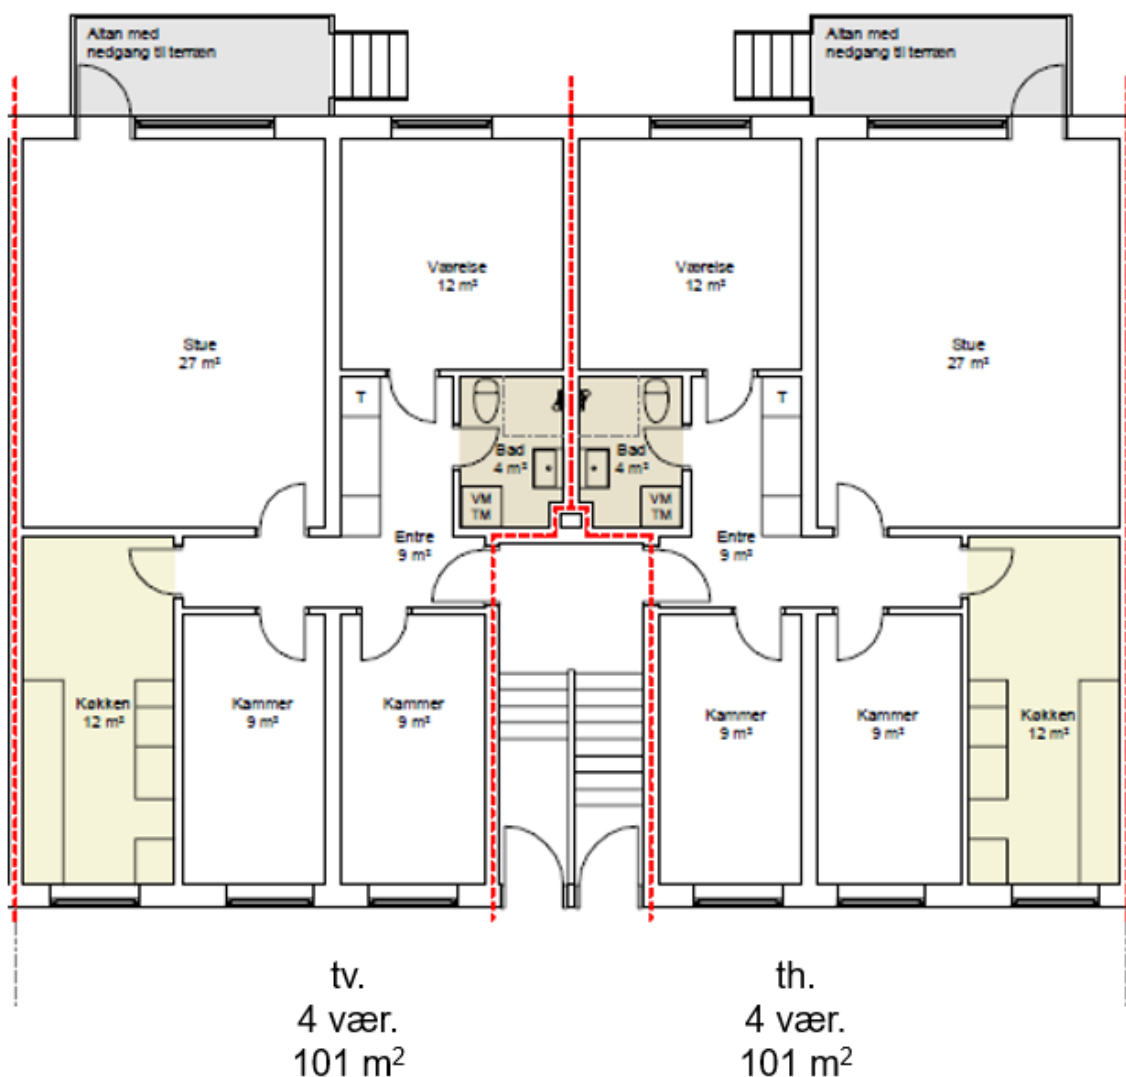 Altan med
nedgang til terræn
Altan med
nedgang til terræn
Værelse
12 m²
Værelse
12 m²
Stue
27 m²
Stue
27 m²
T
T
Bad
4 m²
Bad
4 m²
VM
TM
VM
TM
Entre
9 m²
Entre
9 m²
Køkken
12 m²
Kammer
9 m²
Kammer
9 m²
Kammer
9 m²
Kammer
9 m²
Køkken
12 m²
tv.
4 vær.
101 m²
th.
4 vær.
101 m²